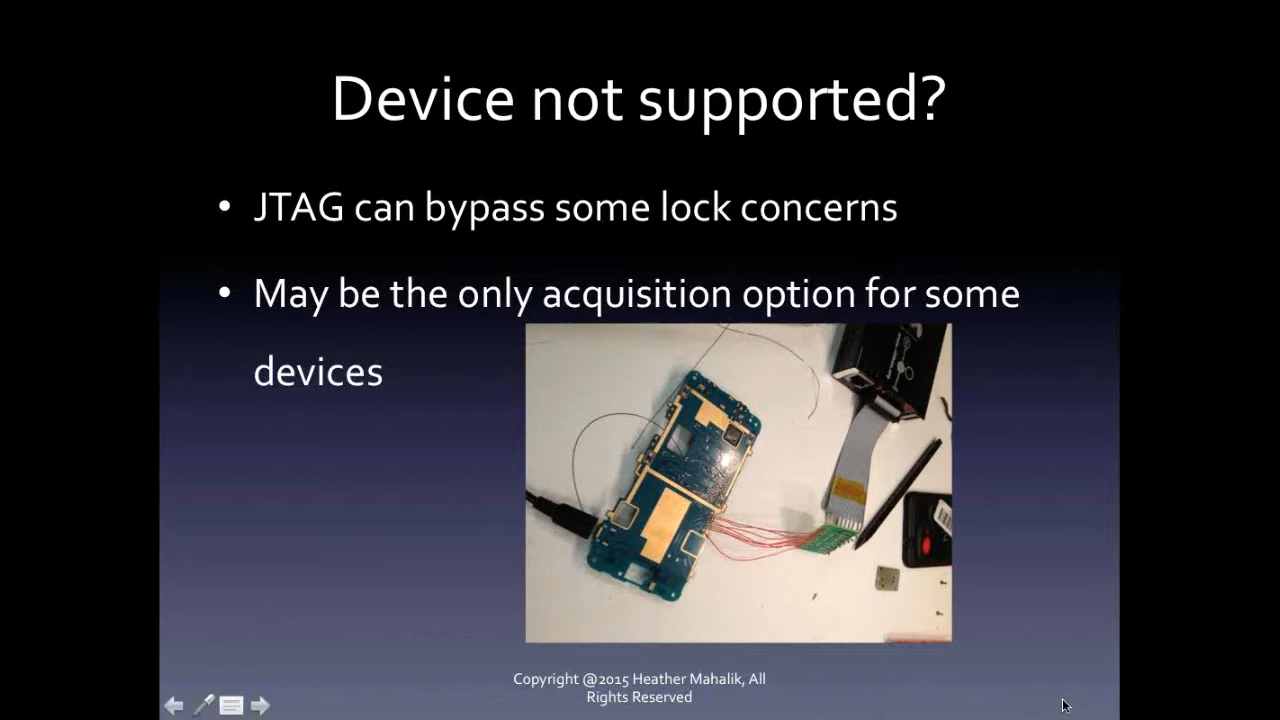 Device not supported?
• JTAG can bypass some lock concerns
• May be the only acquisition option for some
devices
Copyright @2015 Heather Mahalik, All
Rights Reserved